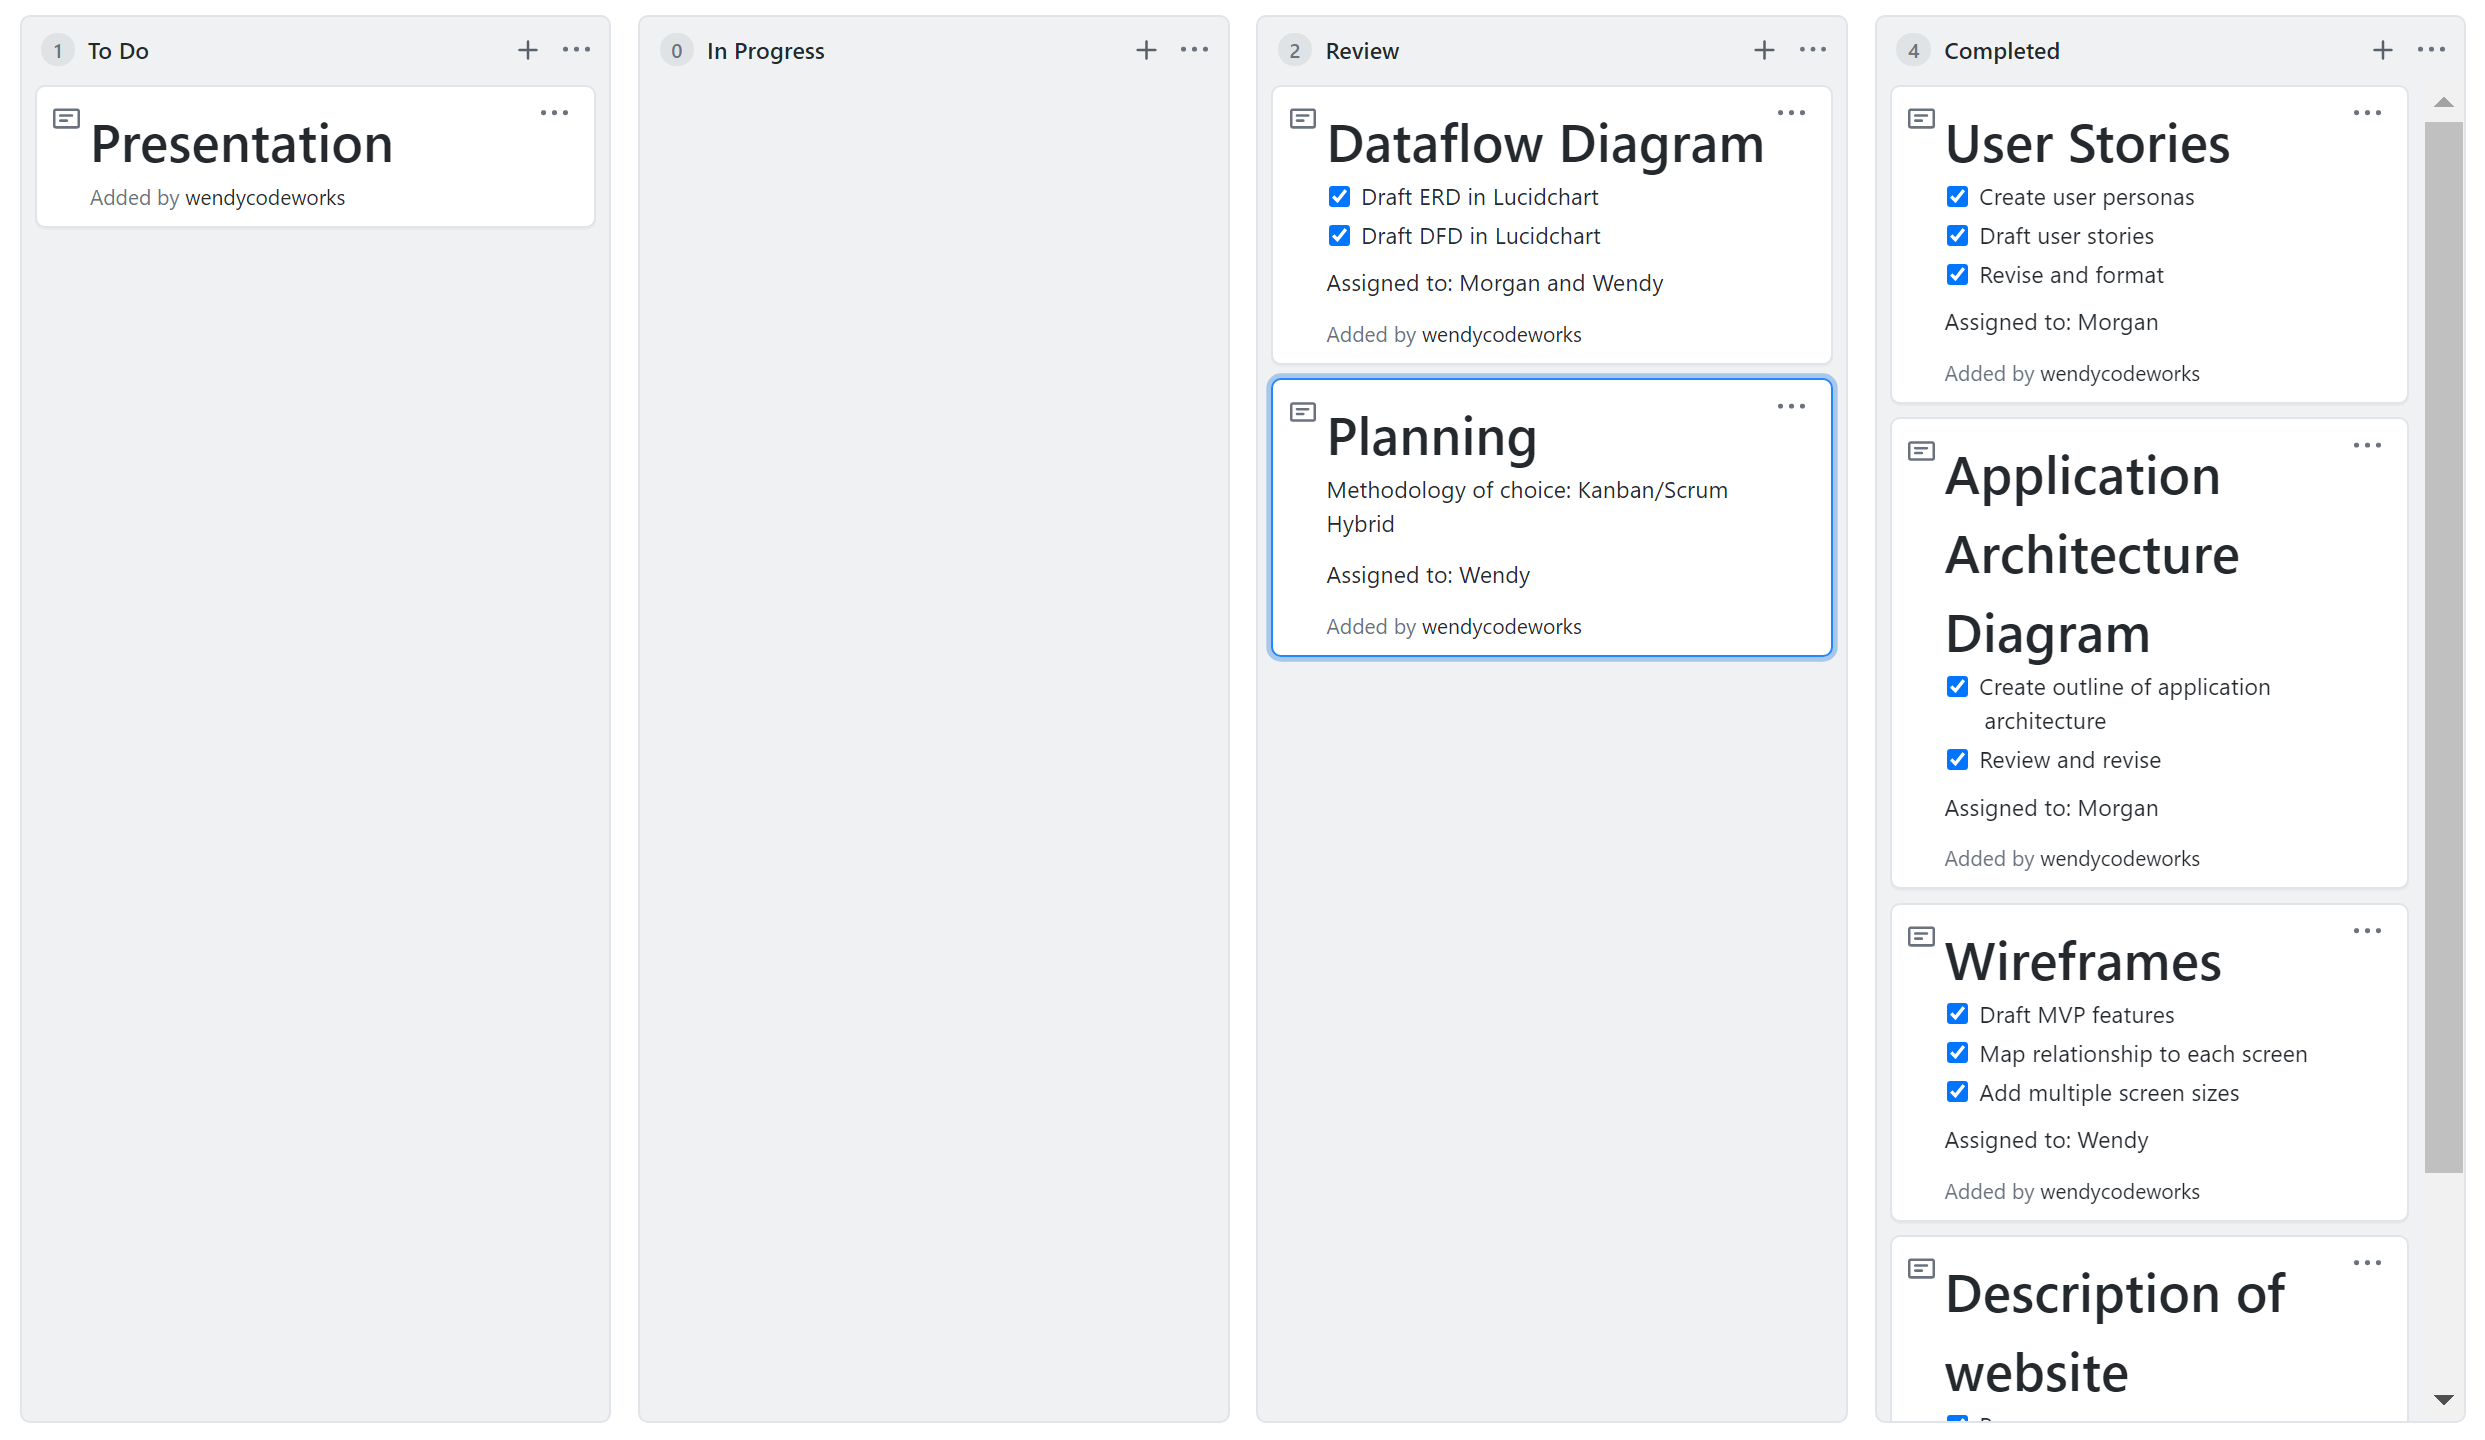 1 To Do
Presentation
Added by wendycodeworks
0 In Progress
2 Review
Dataflow Diagram
Draft ERD in Lucidchart
Draft DFD in Lucidchart
Assigned to: Morgan and Wendy
Added by wendycodeworks
Planning
Methodology of choice: Kanban/Scrum
Hybrid
Assigned to: Wendy
Added by wendycodeworks
4 Completed
User Stories
Create user personas
Draft user stories
Revise and format
Assigned to: Morgan
Added by wendycodeworks
Application
Architecture
Diagram
Create outline of application
architecture
Review and revise
Assigned to: Morgan
Added by wendycodeworks
Wireframes
Draft MVP features
Map relationship to each screen
Add multiple screen sizes
Assigned to: Wendy
Added by wendycodeworks
Description of
website